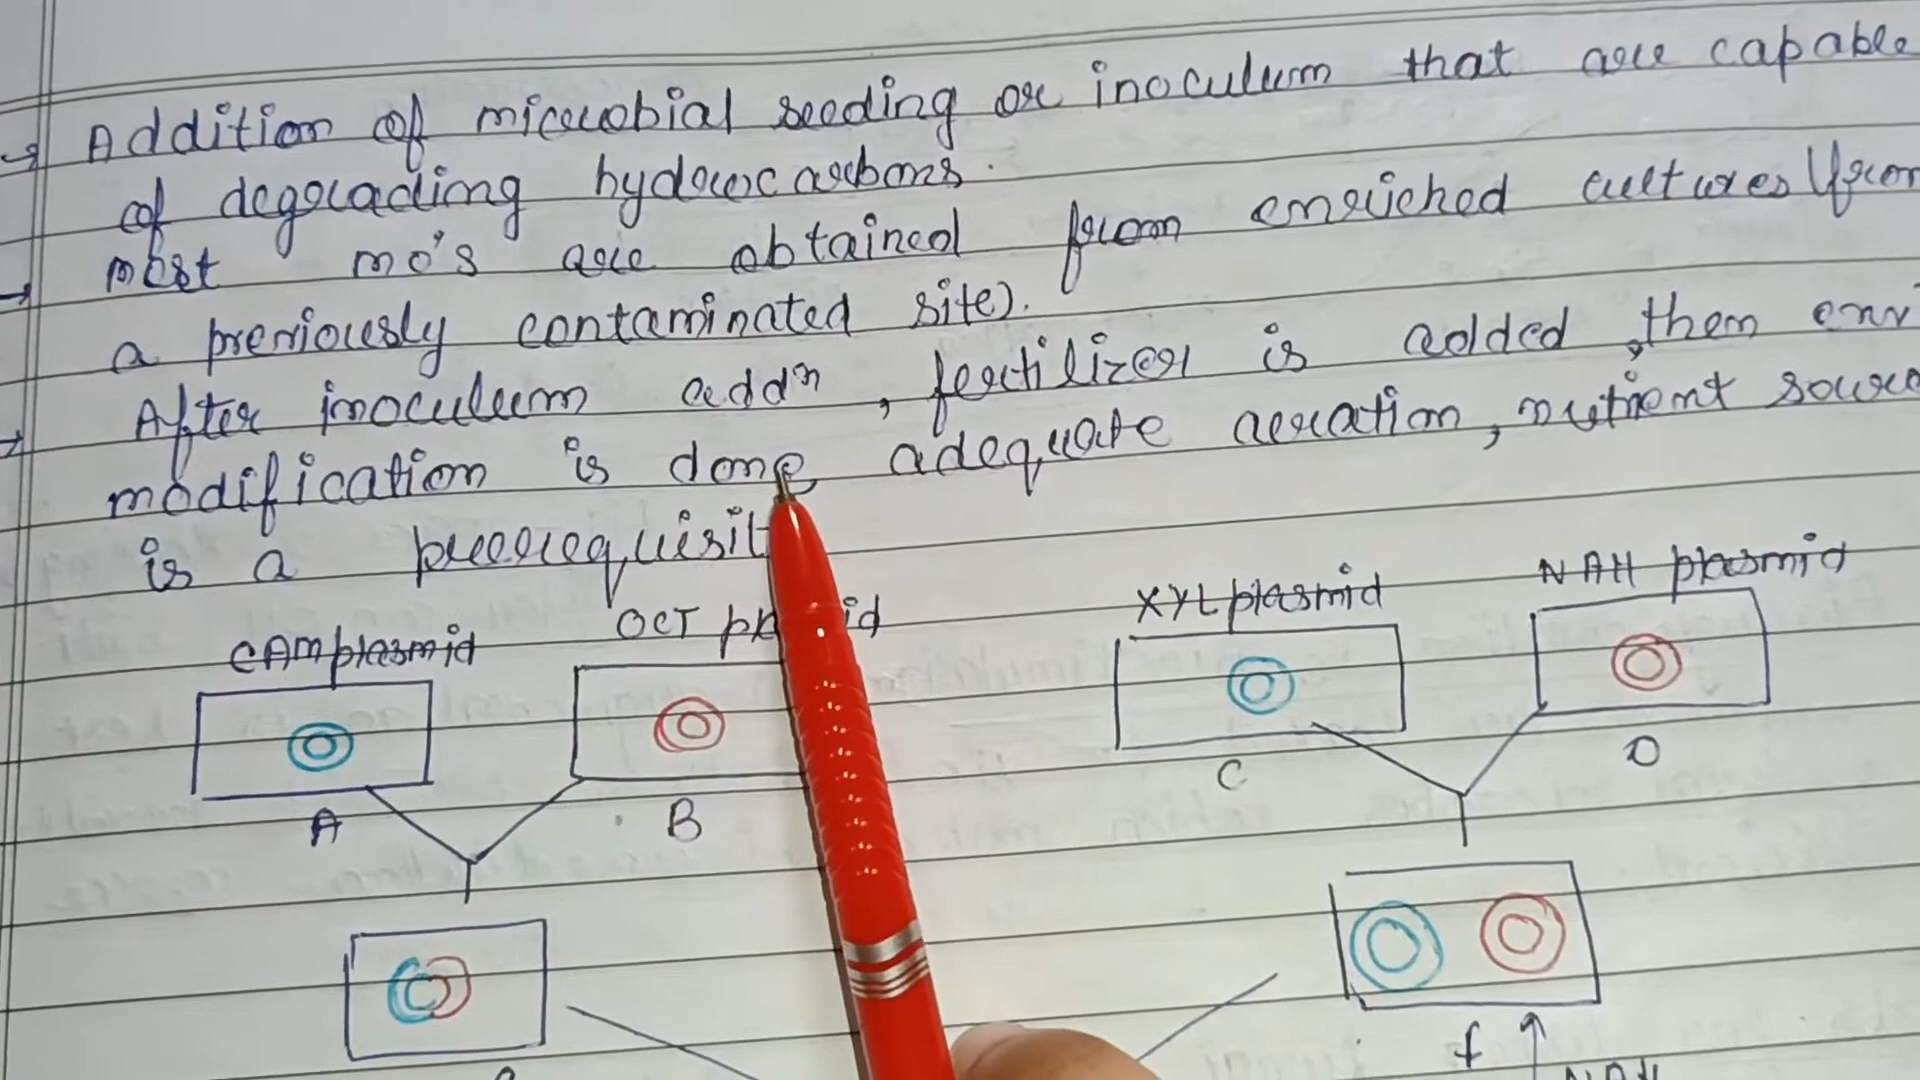 → Addition of microbial seeding or inoculum that are capable
of degrading hydrocarbons.
→ most mo's are obtained from enriched cultures (from
a previously contaminated site).
→ After inoculum addⁿ, fertilizer is added, then env
modification is done adequate aeration, nutrient source
is a prerequisit
CAM plasmid OCT XYL plasmid NAH plasmid
A B C D
f